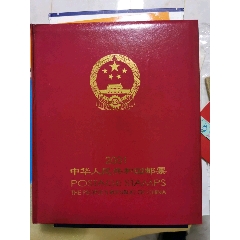 中华人民共和国邮票
POSTAGE STAMPS
THE PEOPLE'S REPUBLIC OF CHINA